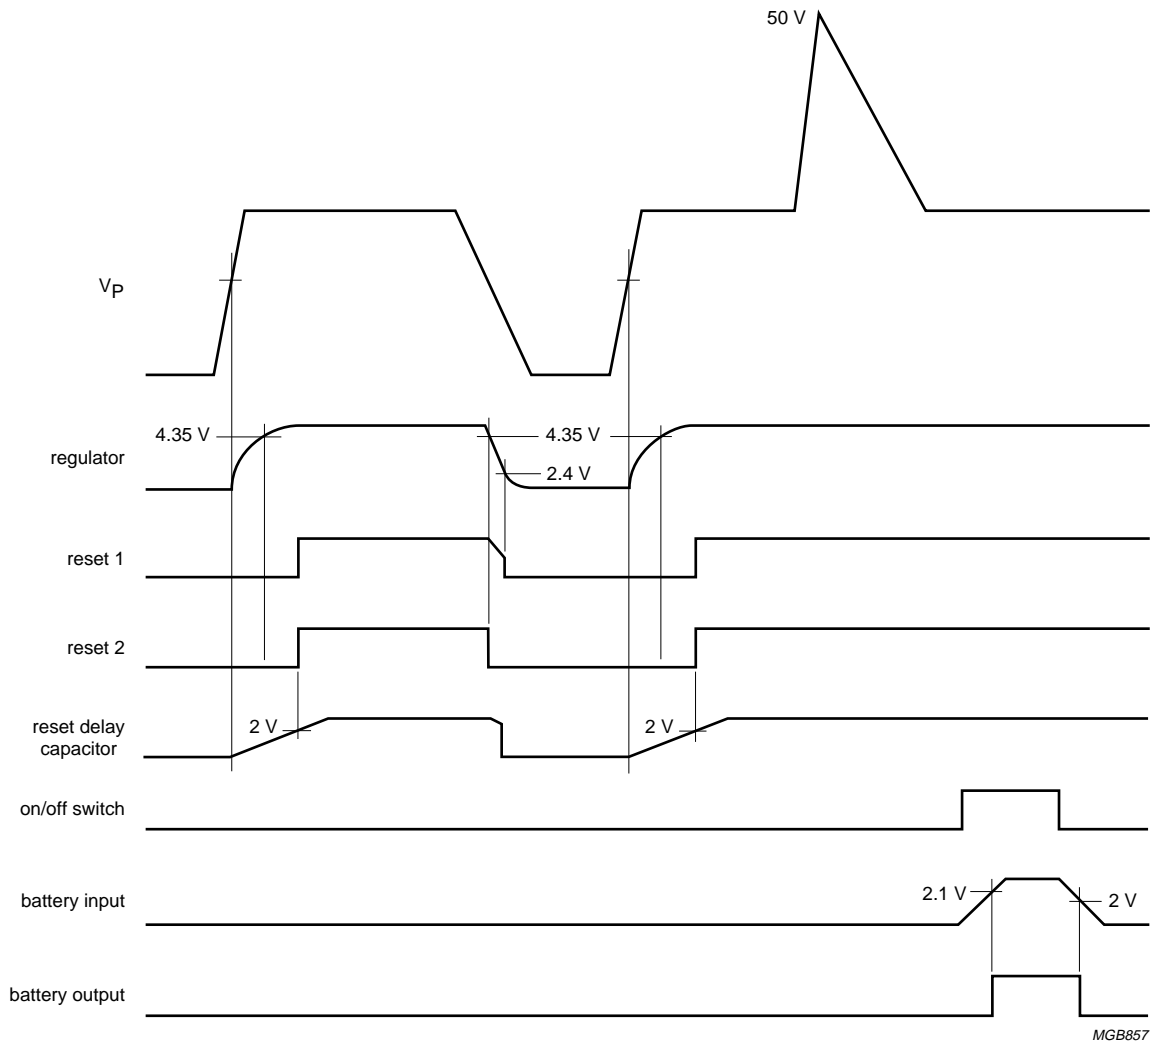 50 V
VP
4.35 V
4.35 V
regulator
2.4 V
reset 1
reset 2
reset delay
capacitor
2 V
2 V
on/off switch
battery input
2.1 V
2 V
battery output
MGB857